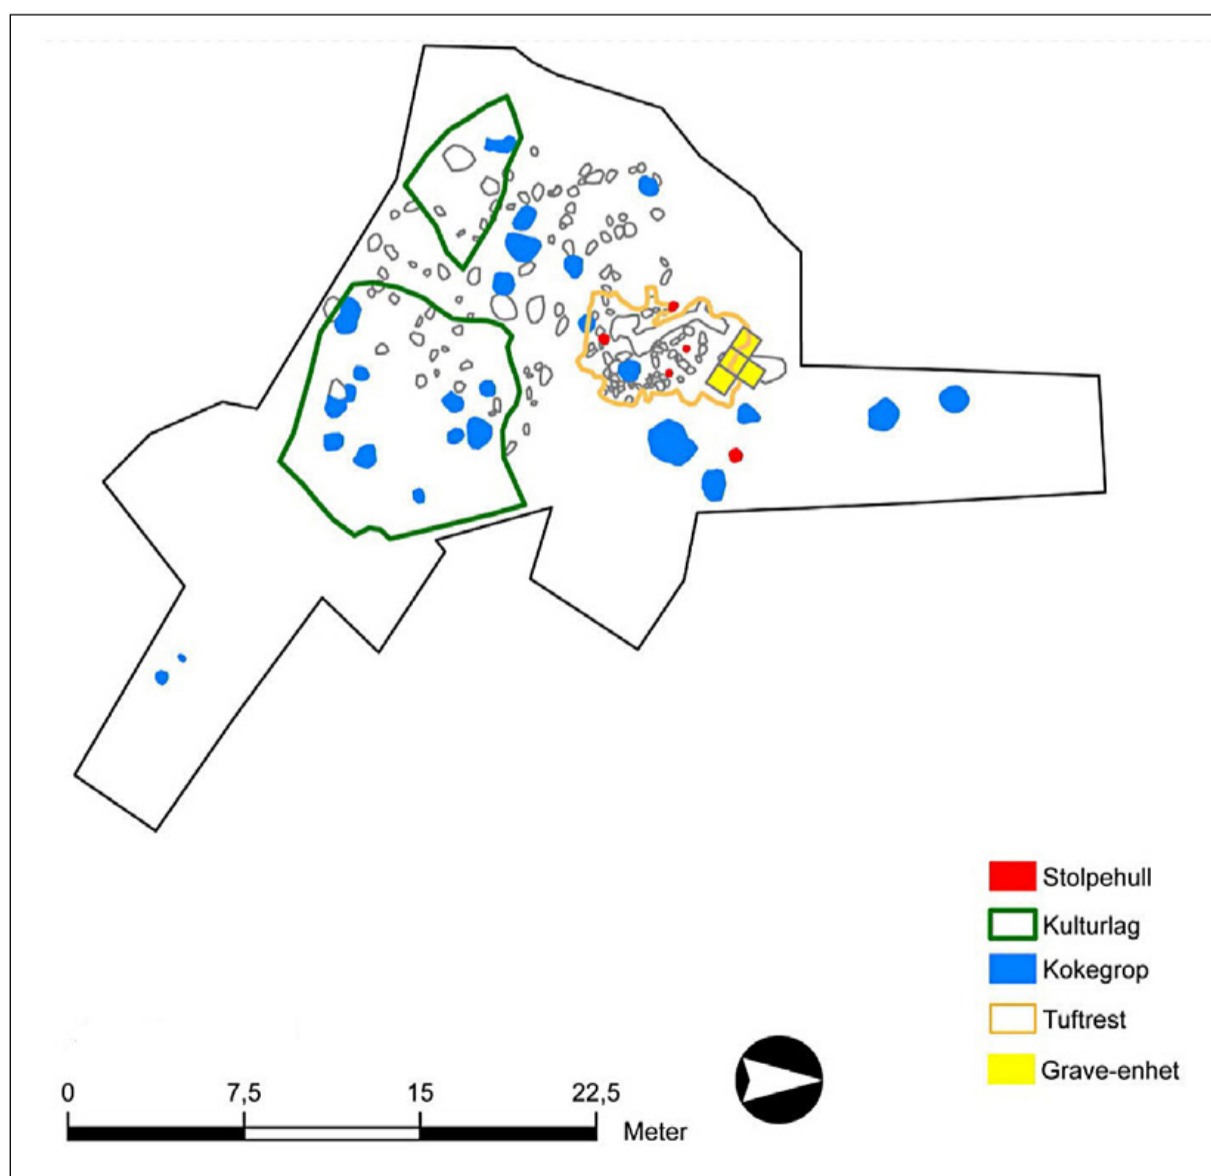 Stolpehull
Kulturlag
Kokegrop
Tuftrest
Grave-enhet
0 7,5 15 22,5
Meter